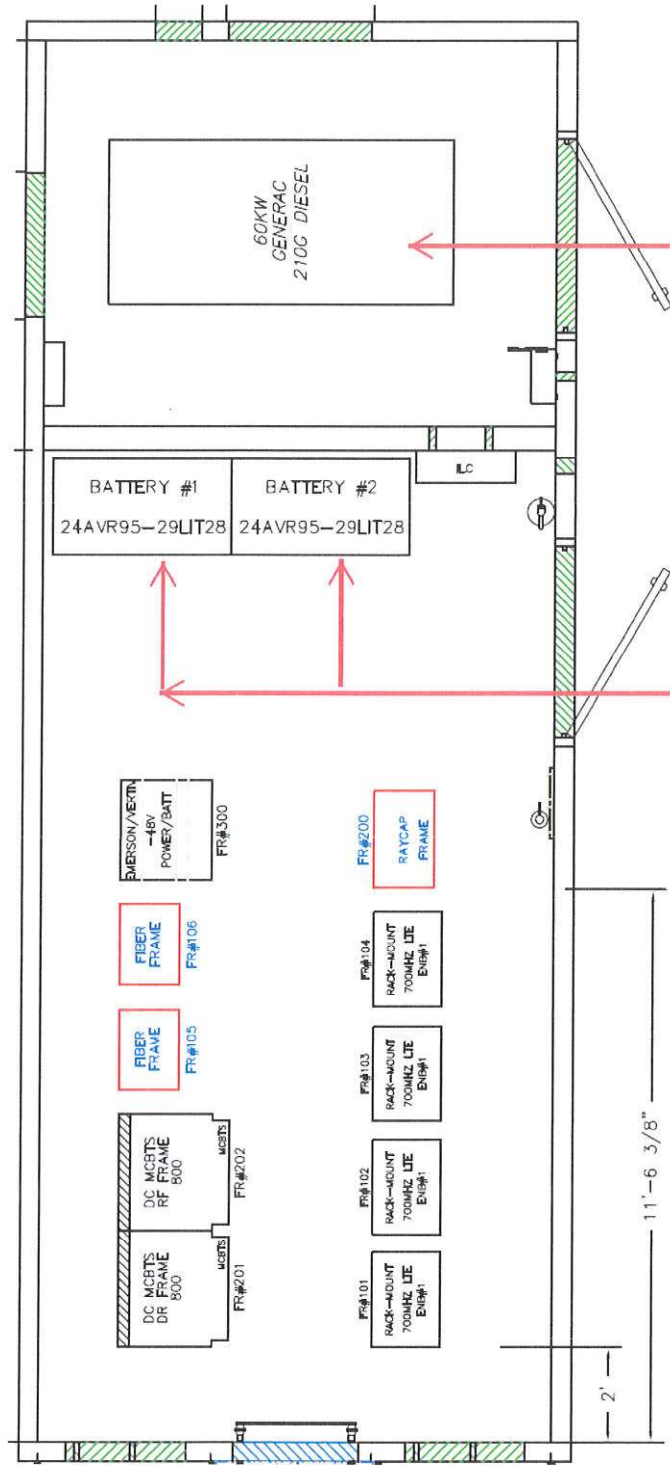 60KW
GENERAC
210G DIESEL
ILC
BATTERY #1
24AVR95-29LIT28
BATTERY #2
24AVR95-29LIT28
EMERSON/VERTIV
-48V
POWER/BATT
FR#300
FR#200
RAYCAP
FRAME
FIBER
FRAME
FR#106
FR#104
RACK-MOUNT
700MHZ LTE
ENB#1
FIBER
FRAME
FR#105
FR#103
RACK-MOUNT
700MHZ LTE
ENB#1
DC MCBTS
RF FRAME
800
MCBTS
FR#202
FR#102
RACK-MOUNT
700MHZ LTE
ENB#1
DC MCBTS
DR FRAME
800
MCBTS
FR#201
FR#101
RACK-MOUNT
700MHZ LTE
ENB#1
11'-6 3/8"
2'